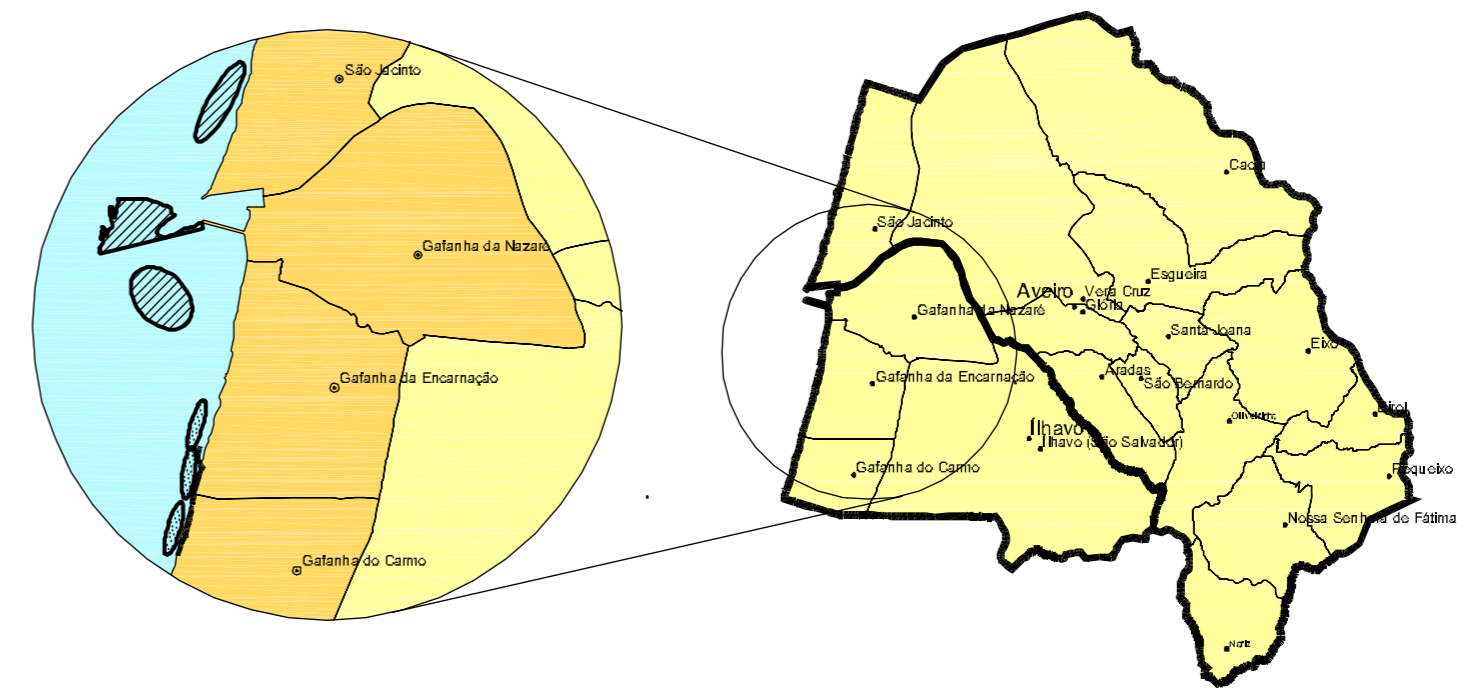 São Jacinto
Gafanha da Nazaré
Gafanha da Encarnação
Gafanha do Carmo
Cacia
São Jacinto
Esgueira
Aveiro
Vera Cruz
Glória
Gafanha da Nazaré
Santa Joana
Eixo
Aradas
Gafanha da Encarnação
São Bernardo
Eirol
Oliveirinha
Ílhavo
Ílhavo (São Salvador)
Gafanha do Carmo
Requeixo
Nossa Senhora de Fátima
Nariz